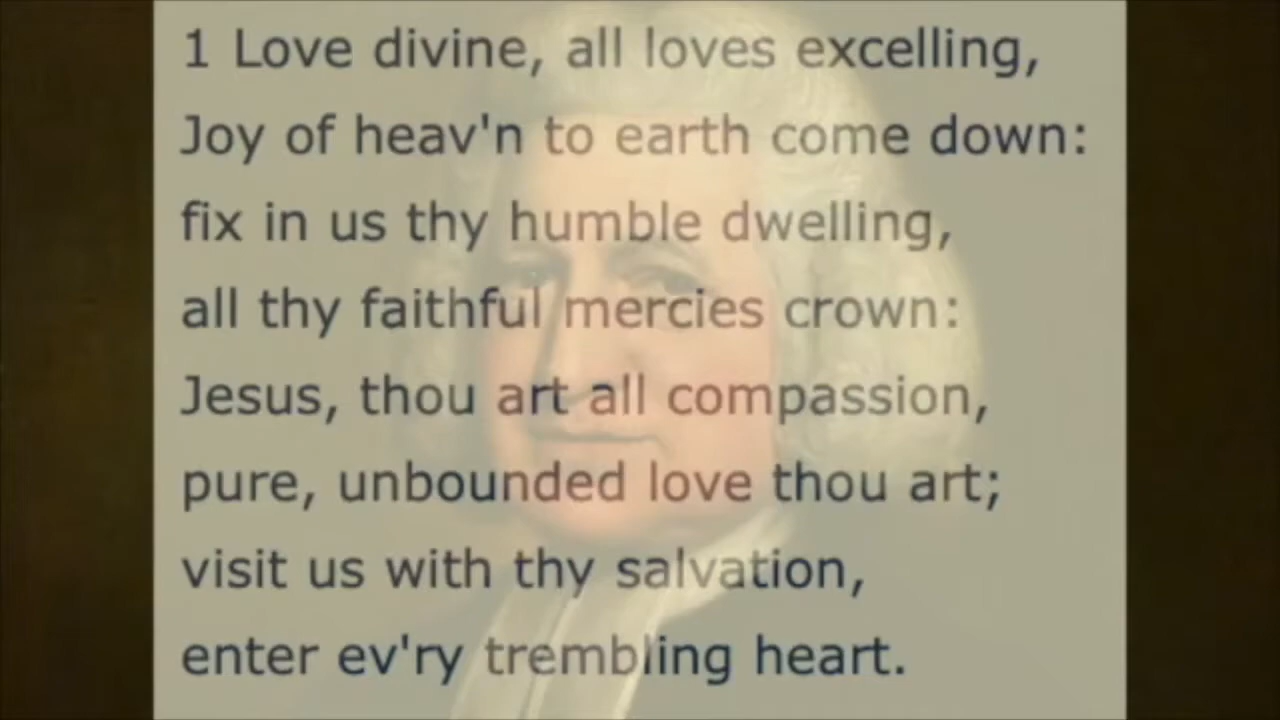 1 Love divine, all loves excelling,
Joy of heav'n to earth come down:
fix in us thy humble dwelling,
all thy faithful mercies crown:
Jesus, thou art all compassion,
pure, unbounded love thou art;
visit us with thy salvation,
enter ev'ry trembling heart.